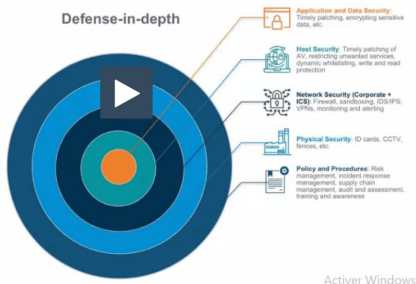 Defense-in-depth
Application and Data Security:
Timely patching, encrypting sensitive
data, etc.
Host Security: Timely patching of
AV, restricting unwanted services,
dynamic whitelisting, write and read
protection
Network Security (Corporate +
ICS): Firewall, sandboxing, IDS/IPS,
VPNs, monitoring and alerting
Physical Security. ID cards, CCTV,
fences, etc.
Policy and Procedures: Risk
management, incident response
management, supply chain
management, audit and assessment,
training and awareness
Activer Windows